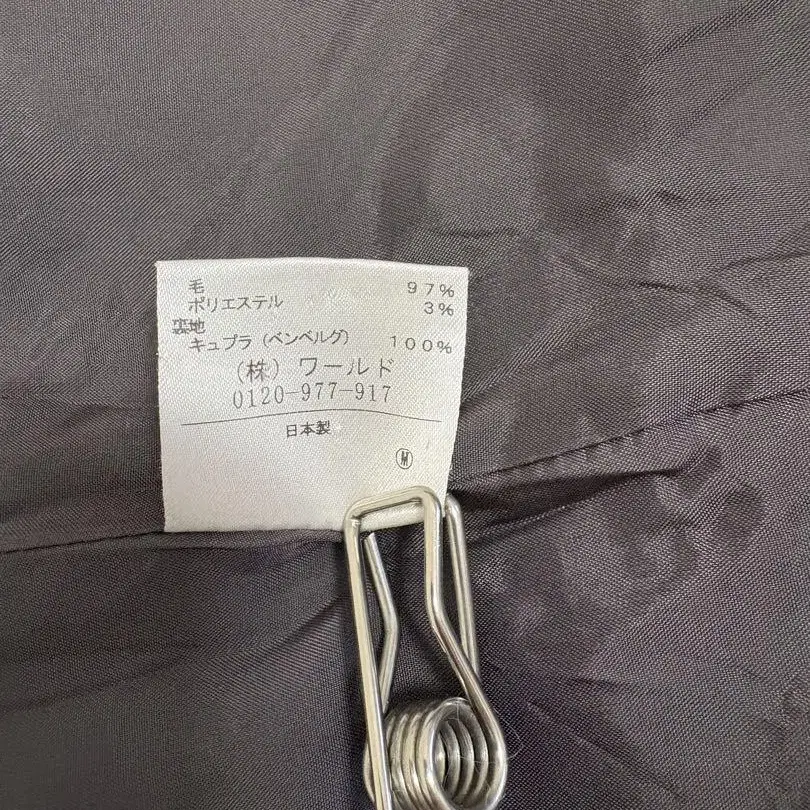 毛 97%
ポリエステル 3%
裏地
キュプラ（ベンベルグ） 100%
（株）ワールド
0120-977-917
日本製
Ⓜ